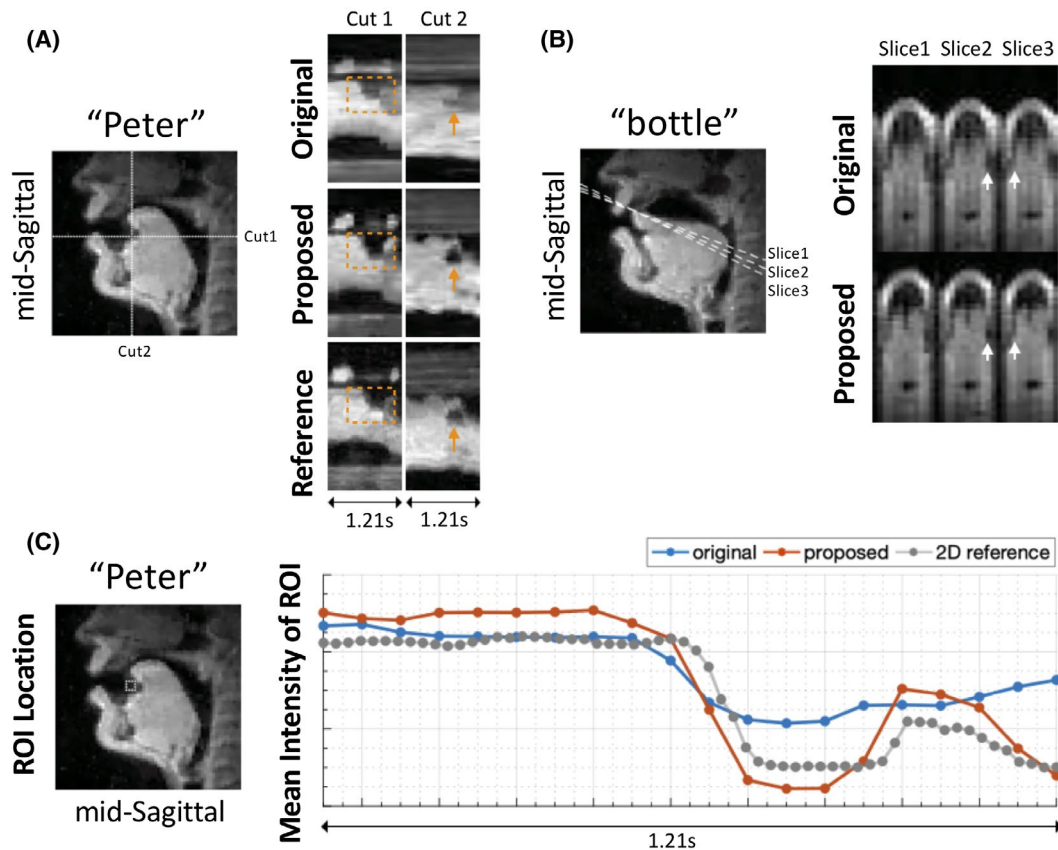 (A)
Cut 1
Cut 2
“Peter”
mid-Sagittal
Cut1
Cut2
Original
Proposed
Reference
1.21s
1.21s
(B)
Slice1
Slice2
Slice3
“bottle”
mid-Sagittal
Slice1
Slice2
Slice3
Original
Proposed
(C)
“Peter”
ROI Location
mid-Sagittal
original
proposed
2D reference
Mean Intensity of ROI
1.21s